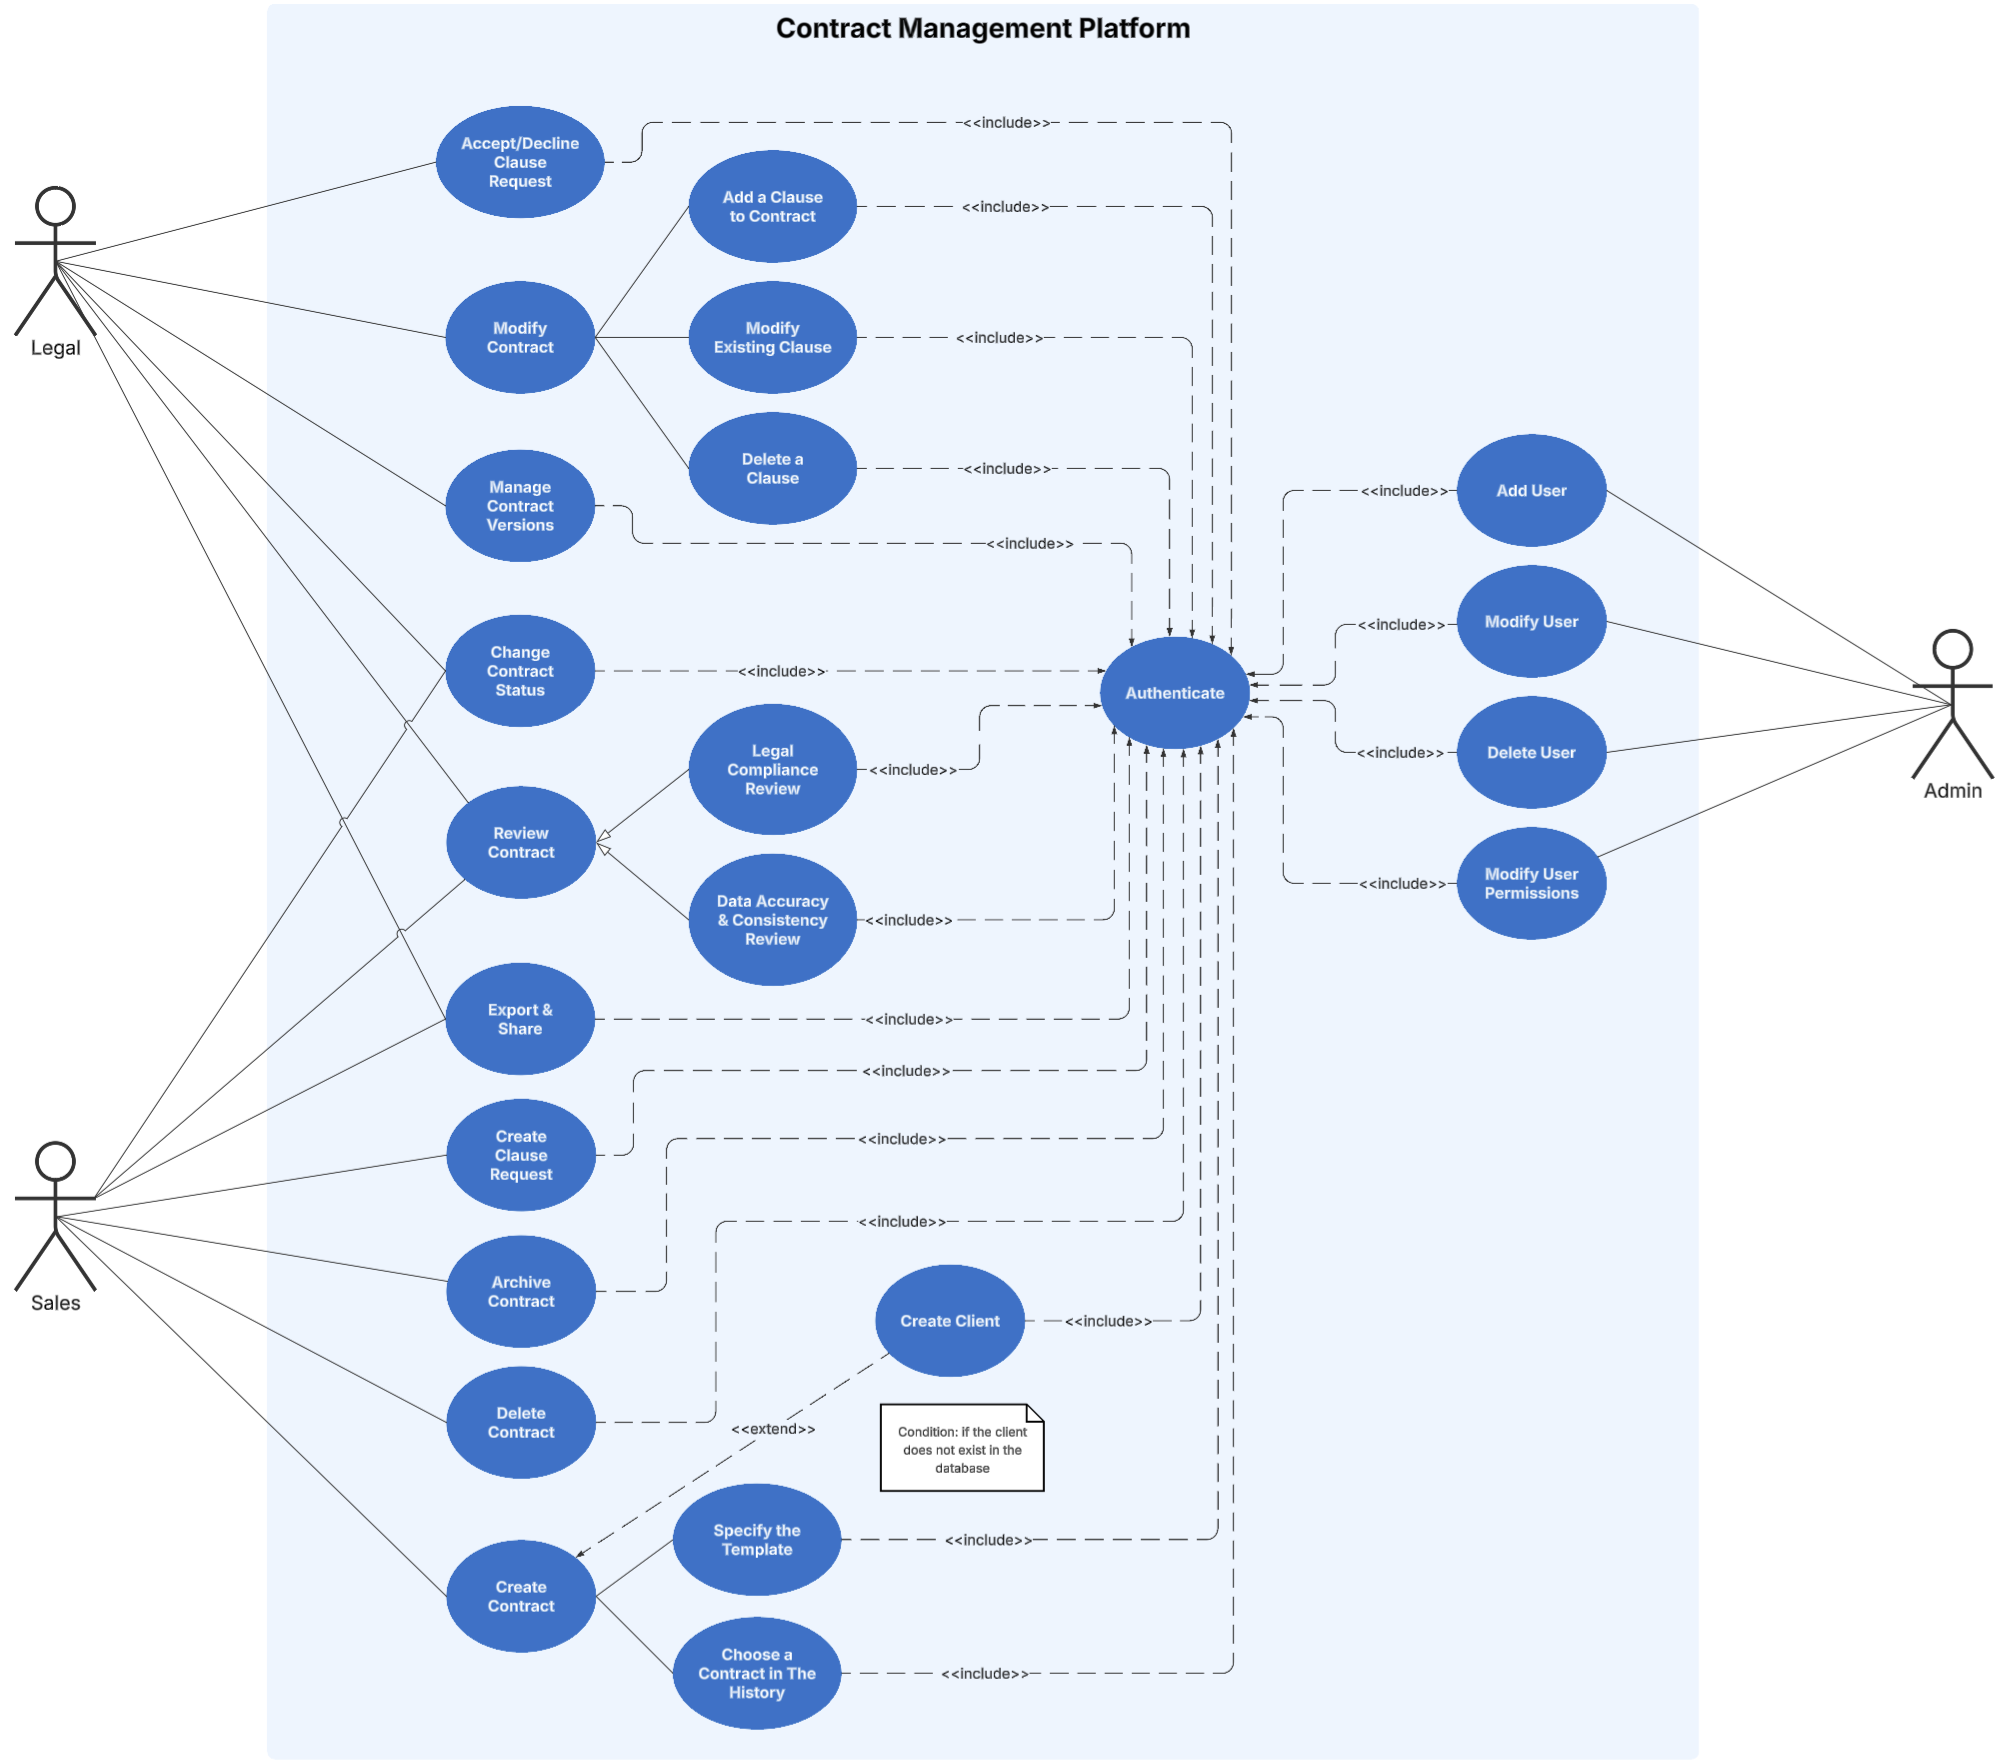 Contract Management Platform
Accept/Decline
Clause
Request
<<include>>
Add a Clause
to Contract
<<include>>
Legal
Modify
Contract
Modify
Existing Clause
<<include>>
Delete a
Clause
<<include>>
Manage
Contract
Versions
<<include>>
<<include>>
Add User
<<include>>
Modify User
Change
Contract
Status
<<include>>
Authenticate
<<include>>
Delete User
Legal
Compliance
Review
<<include>>
Admin
Review
Contract
<<include>>
Modify User
Permissions
Data Accuracy
& Consistency
Review
<<include>>
Export &
Share
<<include>>
<<include>>
Create
Clause
Request
<<include>>
<<include>>
Sales
Archive
Contract
Create Client
<<include>>
Delete
Contract
<<extend>>
Condition: if the client
does not exist in the
database
Specify the
Template
<<include>>
Create
Contract
Choose a
Contract in The
History
<<include>>